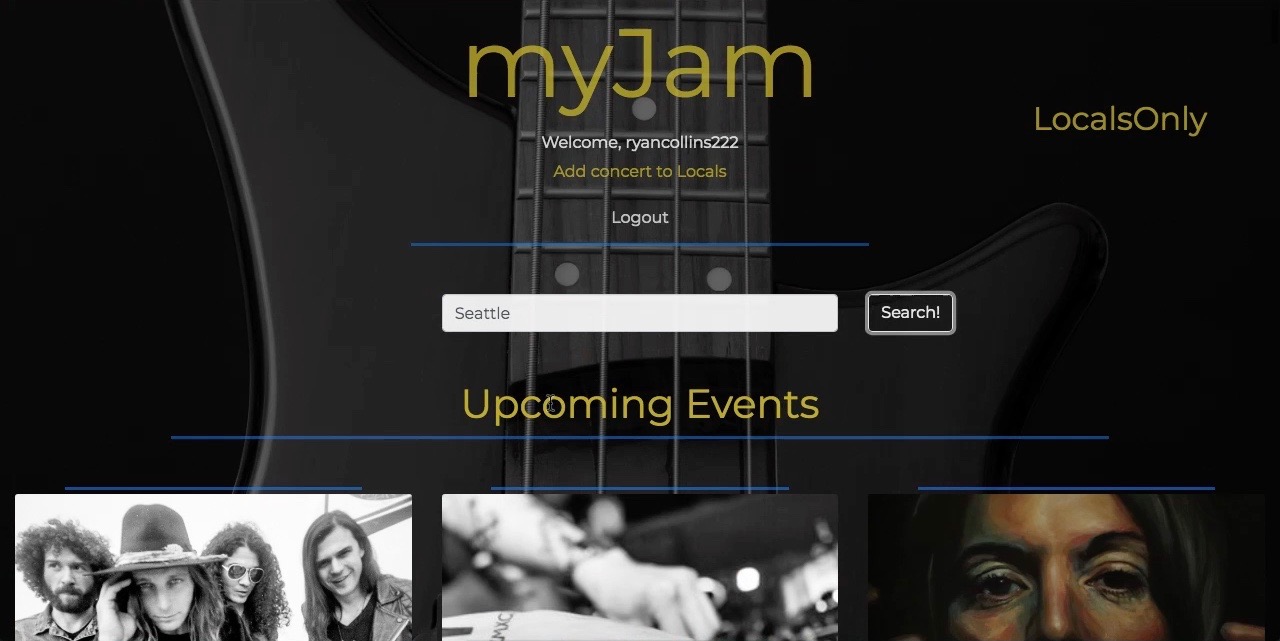 myJam
LocalsOnly
Welcome, ryancollins222
Add concert to Locals
Logout
Seattle
Search!
Upcoming Events